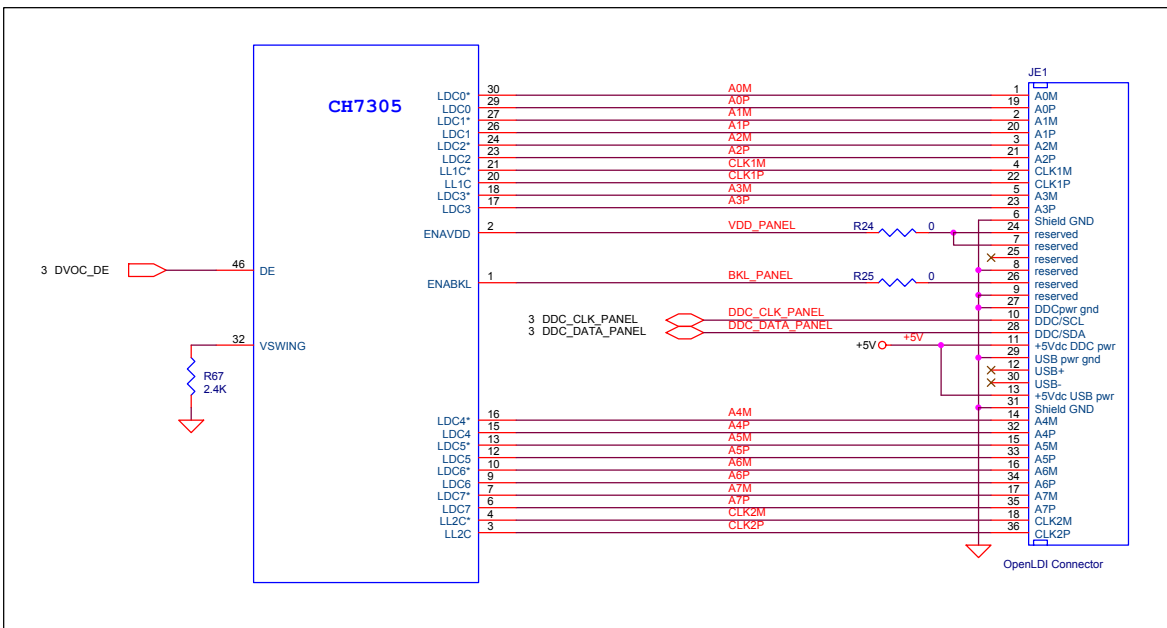 JE1
CH7305
LDC0* 30 A0M 1 A0M
LDC0 29 A0P 19 A0P
LDC1* 27 A1M 2 A1M
LDC1 26 A1P 20 A1P
LDC2* 24 A2M 3 A2M
LDC2 23 A2P 21 A2P
LL1C* 21 CLK1M 4 CLK1M
LL1C 20 CLK1P 22 CLK1P
LDC3* 18 A3M 5 A3M
LDC3 17 A3P 23 A3P
6 Shield GND
ENAVDD 2 VDD_PANEL R24 0 24 reserved
7 reserved
25 reserved
3 DVOC_DE 46 DE 8 reserved
ENABKL 1 BKL_PANEL R25 0 26 reserved
9 reserved
27 DDCpwr gnd
3 DDC_CLK_PANEL DDC_CLK_PANEL 10 DDC/SCL
3 DDC_DATA_PANEL DDC_DATA_PANEL 28 DDC/SDA
32 VSWING +5V +5V 11 +5Vdc DDC pwr
29 USB pwr gnd
R67 12 USB+
2.4K 30 USB-
13 +5Vdc USB pwr
31 Shield GND
LDC4* 16 A4M 14 A4M
LDC4 15 A4P 32 A4P
LDC5* 13 A5M 15 A5M
LDC5 12 A5P 33 A5P
LDC6* 10 A6M 16 A6M
LDC6 9 A6P 34 A6P
LDC7* 7 A7M 17 A7M
LDC7 6 A7P 35 A7P
LL2C* 4 CLK2M 18 CLK2M
LL2C 3 CLK2P 36 CLK2P
OpenLDI Connector